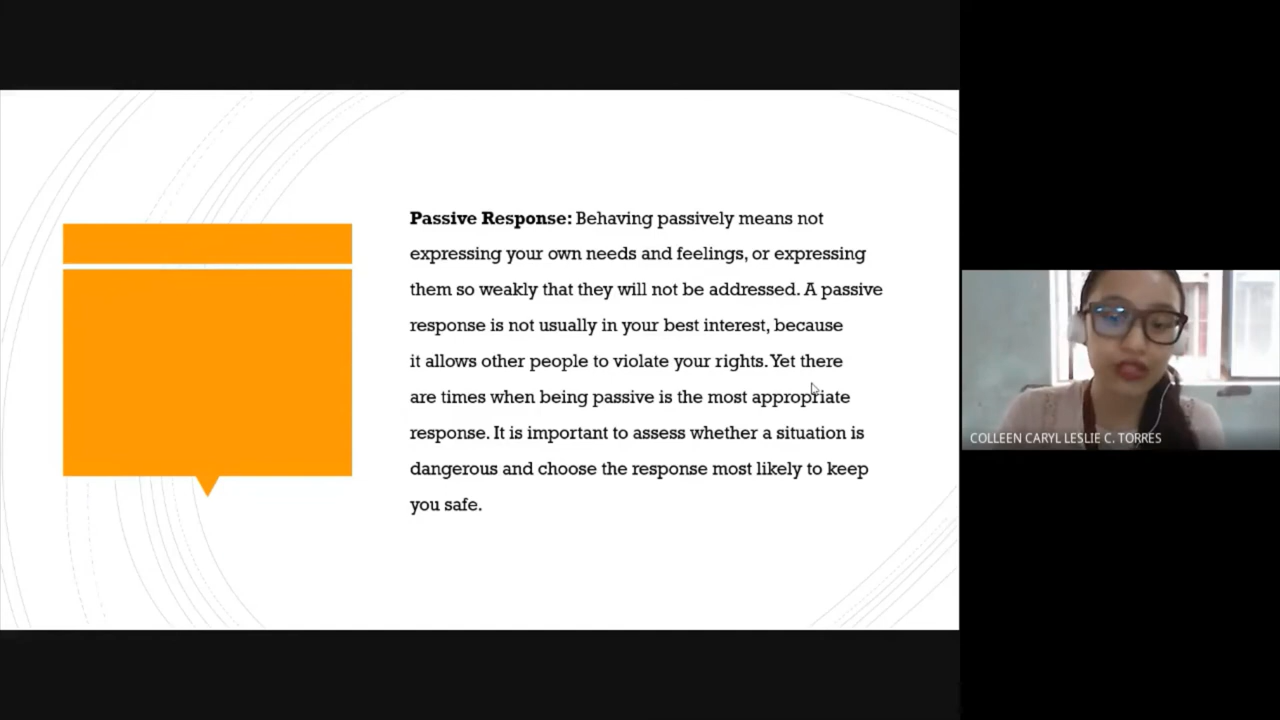 Passive Response: Behaving passively means not
expressing your own needs and feelings, or expressing
them so weakly that they will not be addressed. A passive
response is not usually in your best interest, because
it allows other people to violate your rights. Yet there
are times when being passive is the most appropriate
response. It is important to assess whether a situation is
dangerous and choose the response most likely to keep
you safe.
COLLEEN CARYL LESLIE C. TORRES